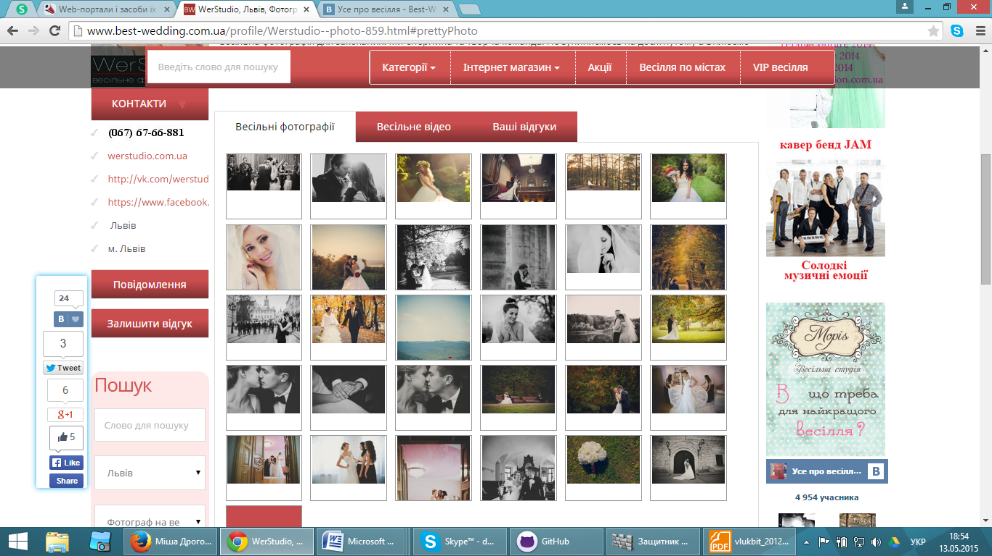 Web-портали і засоби їх
WerStudio, Львів, Фотогр
Усе про весілля - Best-W
www.best-wedding.com.ua/profile/Werstudio--photo-859.html#prettyPhoto
Введіть слово для пошуку
Категорії
Інтернет магазин
Акції
Весілля по містах
VIP весілля
2014
2014
КОНТАКТИ
(067) 67-66-881
werstudio.com.ua
http://vk.com/werstud
https://www.facebook.
Львів
м. Львів
Повідомлення
Залишити відгук
24
B
3
Tweet
6
g+1
5
Like
Share
Пошук
Слово для пошуку
Львів
Фотограф на ве
Весільні фотографії
Весільне відео
Ваші відгуки
кавер бенд JAM
Солодкі
музичні емоції
Моріs
Весільна студія
В що треба
для найкращого
весілля?
Усе про весілл...
B
4 954 учасника
Міша Дрого...
WerStudio, ...
Microsoft ...
Skype™ - d...
GitHub
Защитник ...
vlukbit_2012...
УКР
18:54
13.05.2015